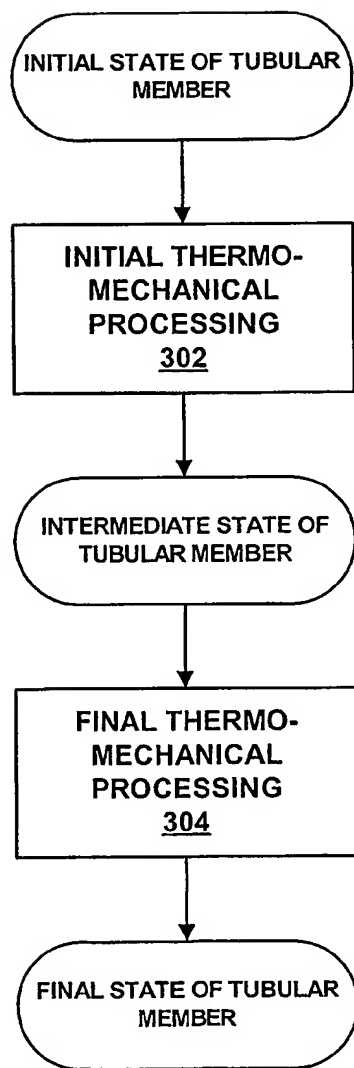 INITIAL STATE OF TUBULAR
MEMBER
INITIAL THERMO-
MECHANICAL
PROCESSING
302
INTERMEDIATE STATE OF
TUBULAR MEMBER
FINAL THERMO-
MECHANICAL
PROCESSING
304
FINAL STATE OF TUBULAR
MEMBER